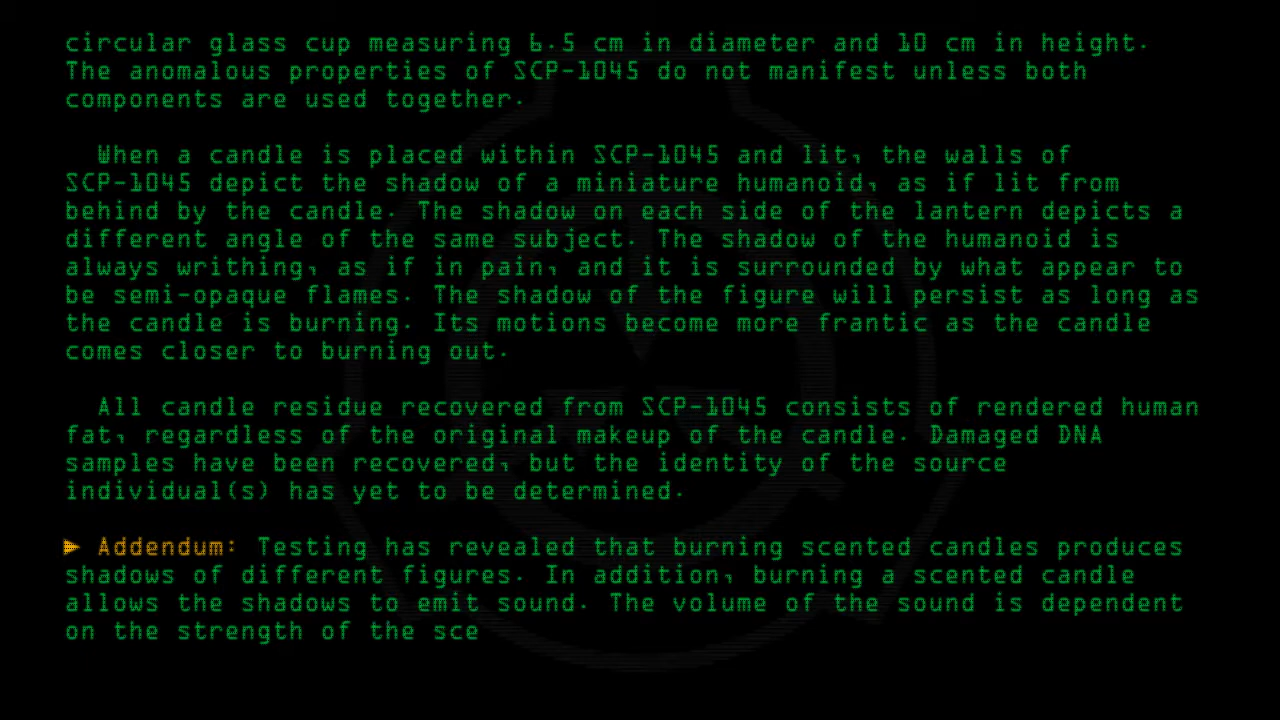 circular glass cup measuring 6.5 cm in diameter and 10 cm in height.
The anomalous properties of SCP-1045 do not manifest unless both
components are used together.
When a candle is placed within SCP-1045 and lit, the walls of
SCP-1045 depict the shadow of a miniature humanoid, as if lit from
behind by the candle. The shadow on each side of the lantern depicts a
different angle of the same subject. The shadow of the humanoid is
always writhing, as if in pain, and it is surrounded by what appear to
be semi-opaque flames. The shadow of the figure will persist as long as
the candle is burning. Its motions become more frantic as the candle
comes closer to burning out.
All candle residue recovered from SCP-1045 consists of rendered human
fat, regardless of the original makeup of the candle. Damaged DNA
samples have been recovered, but the identity of the source
individual(s) has yet to be determined.
► Addendum: Testing has revealed that burning scented candles produces
shadows of different figures. In addition, burning a scented candle
allows the shadows to emit sound. The volume of the sound is dependent
on the strength of the sce